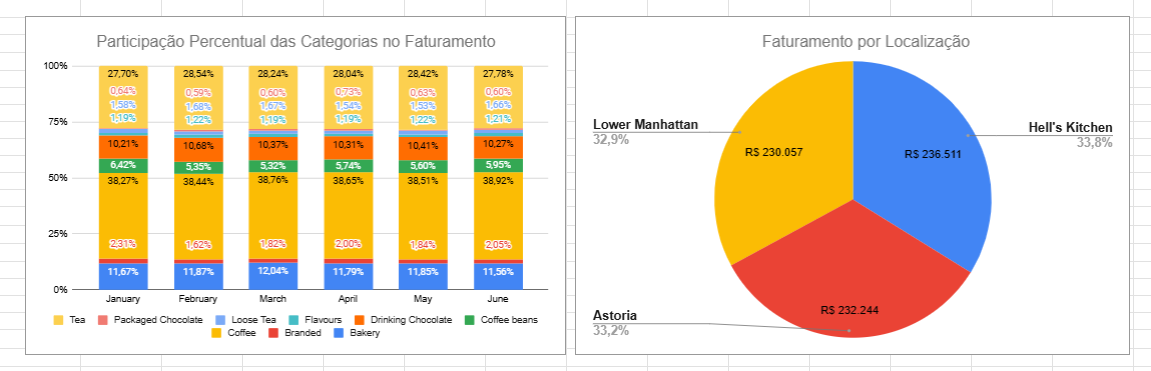 Participação Percentual das Categorias no Faturamento
100%
27,70% 28,54% 28,24% 28,04% 28,42% 27,78%
0,64% 0,59% 0,60% 0,73% 0,63% 0,60%
1,58% 1,68% 1,67% 1,54% 1,53% 1,66%
1,19% 1,22% 1,19% 1,19% 1,22% 1,21%
75%
10,21% 10,68% 10,37% 10,31% 10,41% 10,27%
6,42% 5,35% 5,32% 5,74% 5,60% 5,95%
50%
38,27% 38,44% 38,76% 38,65% 38,51% 38,92%
25%
2,31% 1,62% 1,82% 2,00% 1,84% 2,05%
11,67% 11,87% 12,04% 11,79% 11,85% 11,56%
0%
January February March April May June
Tea Packaged Chocolate Loose Tea Flavours Drinking Chocolate Coffee beans
Coffee Branded Bakery
Faturamento por Localização
Lower Manhattan
32,9%
R$ 230.057
Hell's Kitchen
33,8%
R$ 236.511
R$ 232.244
Astoria
33,2%